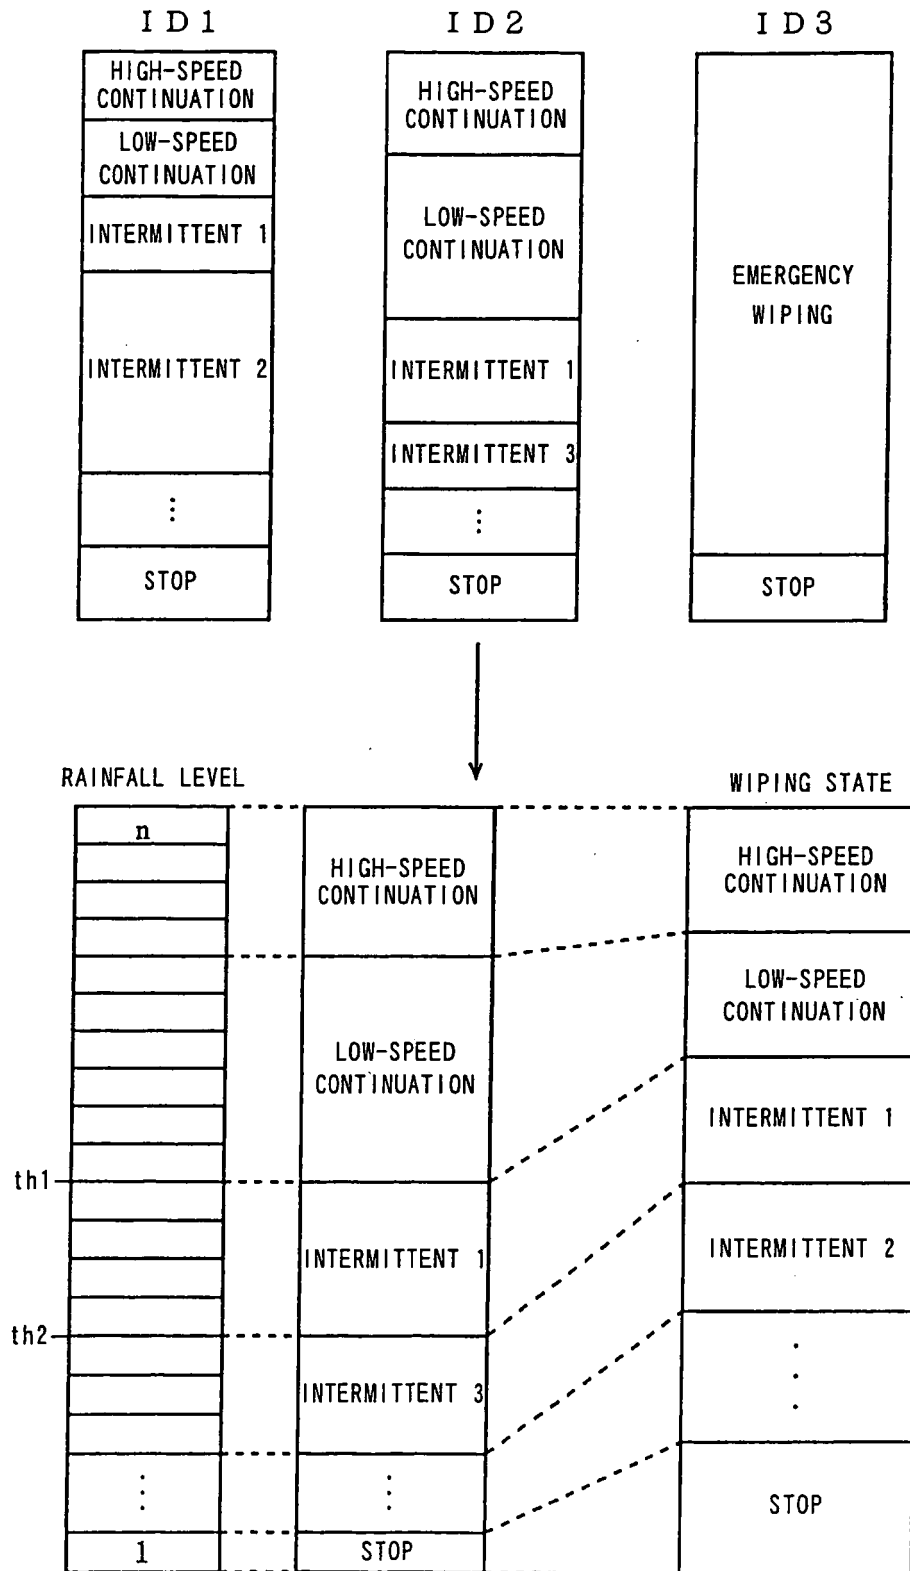 ID1
ID2
ID3
HIGH-SPEED
CONTINUATION
LOW-SPEED
CONTINUATION
INTERMITTENT 1
INTERMITTENT 2
⋮
STOP
HIGH-SPEED
CONTINUATION
LOW-SPEED
CONTINUATION
INTERMITTENT 1
INTERMITTENT 3
⋮
STOP
EMERGENCY
WIPING
STOP
RAINFALL LEVEL
n
th1
th2
⋮
1
HIGH-SPEED
CONTINUATION
LOW-SPEED
CONTINUATION
INTERMITTENT 1
INTERMITTENT 3
⋮
STOP
WIPING STATE
HIGH-SPEED
CONTINUATION
LOW-SPEED
CONTINUATION
INTERMITTENT 1
INTERMITTENT 2
⋮
STOP